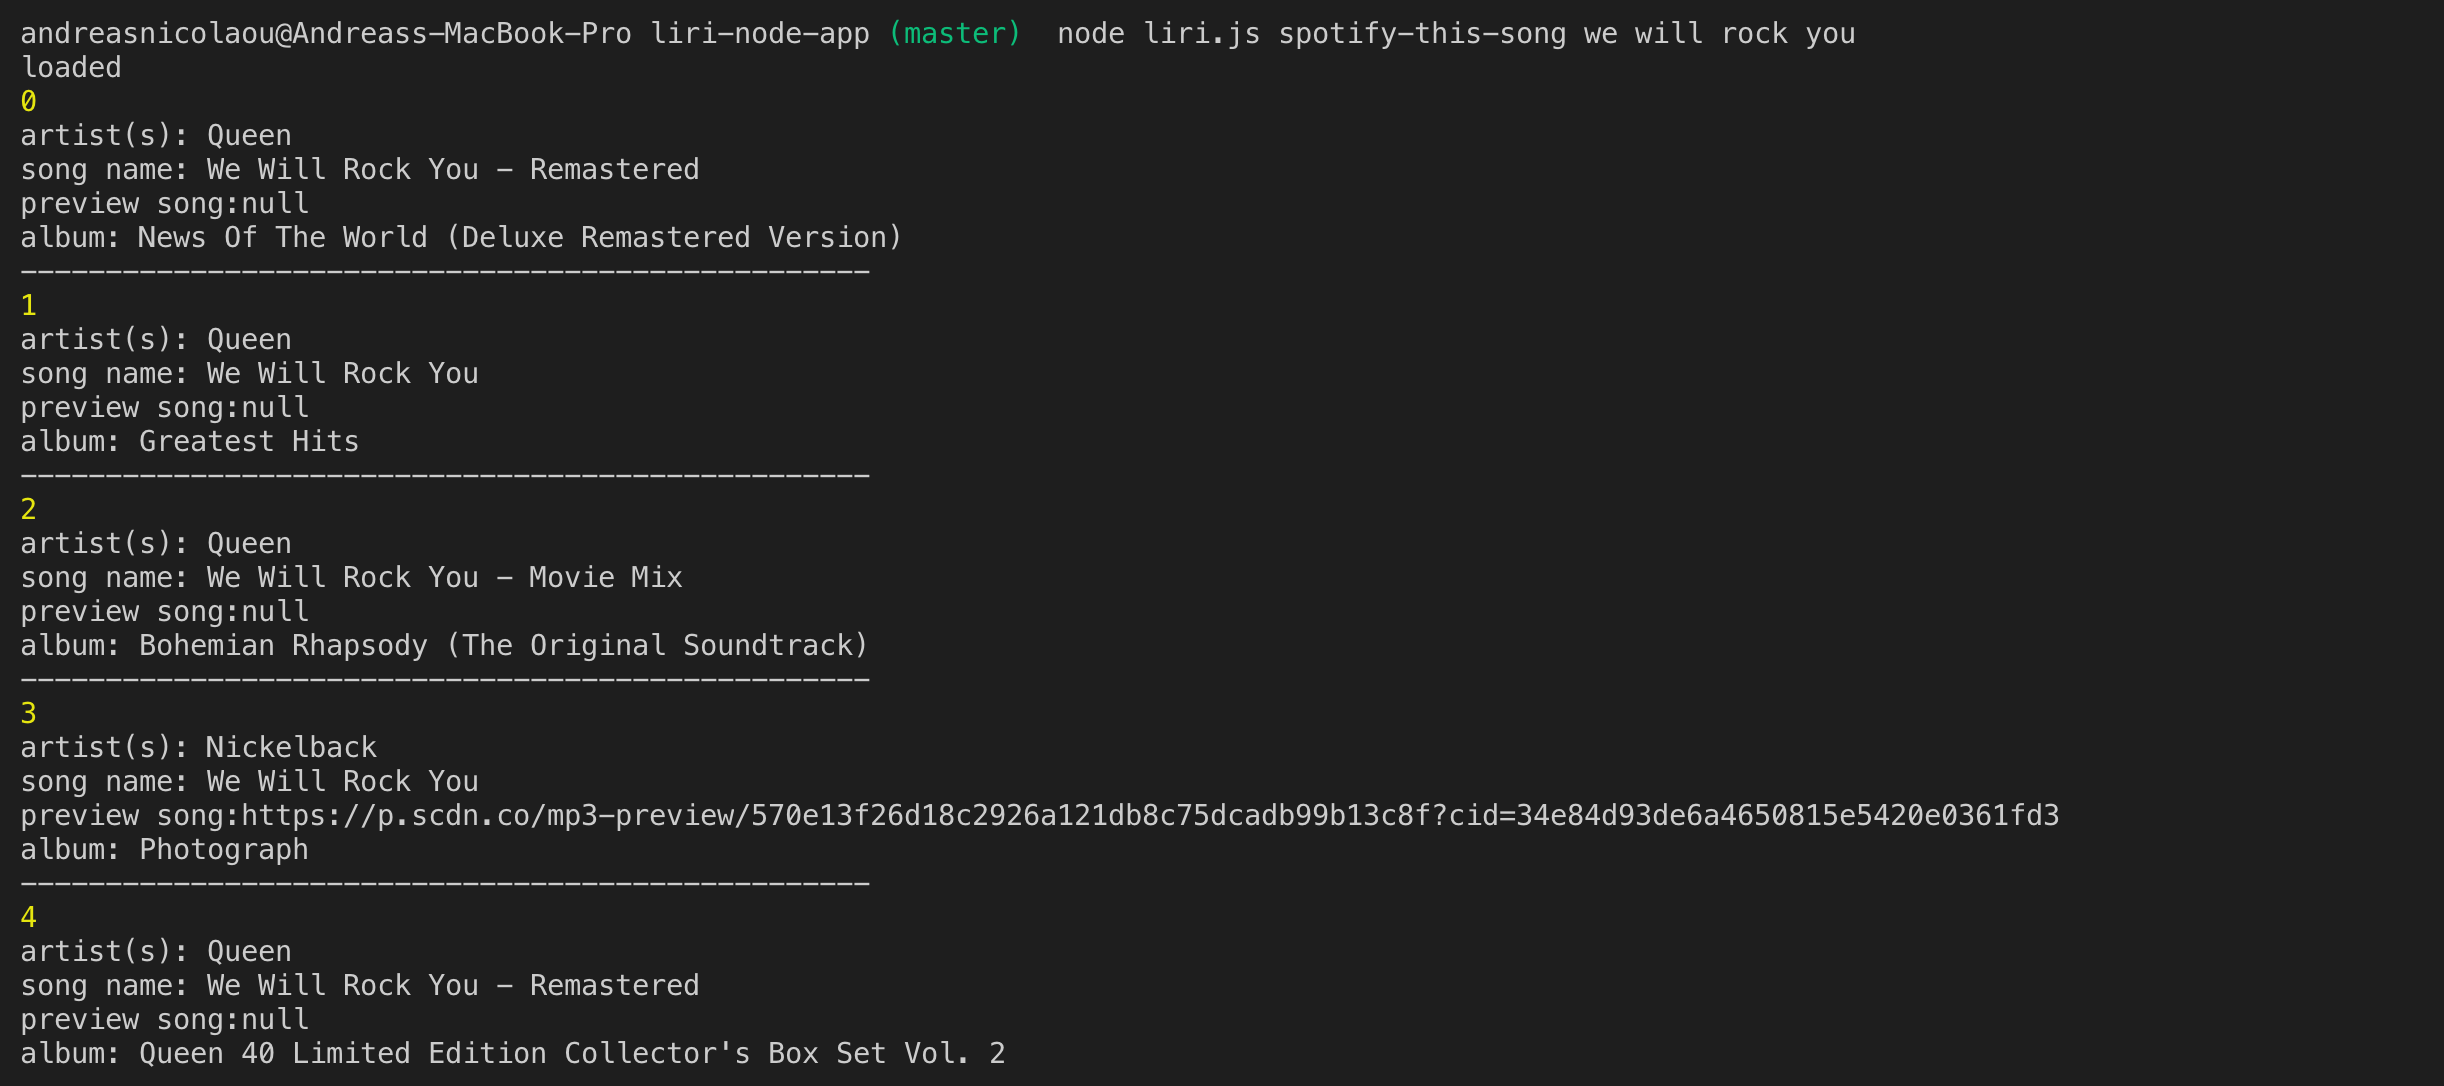 andreasnicolaou@Andreass-MacBook-Pro liri-node-app (master)  node liri.js spotify-this-song we will rock you
loaded
0
artist(s): Queen
song name: We Will Rock You - Remastered
preview song:null
album: News Of The World (Deluxe Remastered Version)
--------------------------------------------------
1
artist(s): Queen
song name: We Will Rock You
preview song:null
album: Greatest Hits
--------------------------------------------------
2
artist(s): Queen
song name: We Will Rock You - Movie Mix
preview song:null
album: Bohemian Rhapsody (The Original Soundtrack)
--------------------------------------------------
3
artist(s): Nickelback
song name: We Will Rock You
preview song:https://p.scdn.co/mp3-preview/570e13f26d18c2926a121db8c75dcadb99b13c8f?cid=34e84d93de6a4650815e5420e0361fd3
album: Photograph
--------------------------------------------------
4
artist(s): Queen
song name: We Will Rock You - Remastered
preview song:null
album: Queen 40 Limited Edition Collector's Box Set Vol. 2